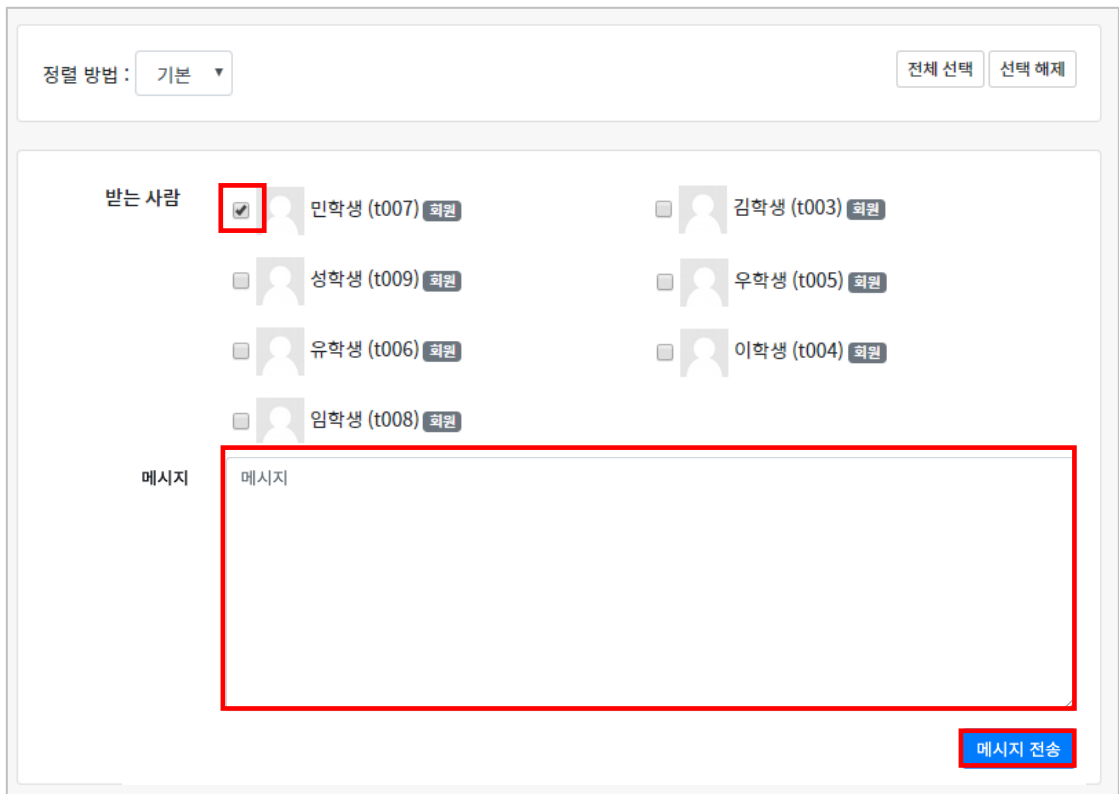 정렬 방법 : 기본 ▼ 전체 선택 선택 해제
받는 사람 민학생 (t007) 회원 김학생 (t003) 회원
성학생 (t009) 회원 우학생 (t005) 회원
유학생 (t006) 회원 이학생 (t004) 회원
임학생 (t008) 회원
메시지 메시지
메시지 전송